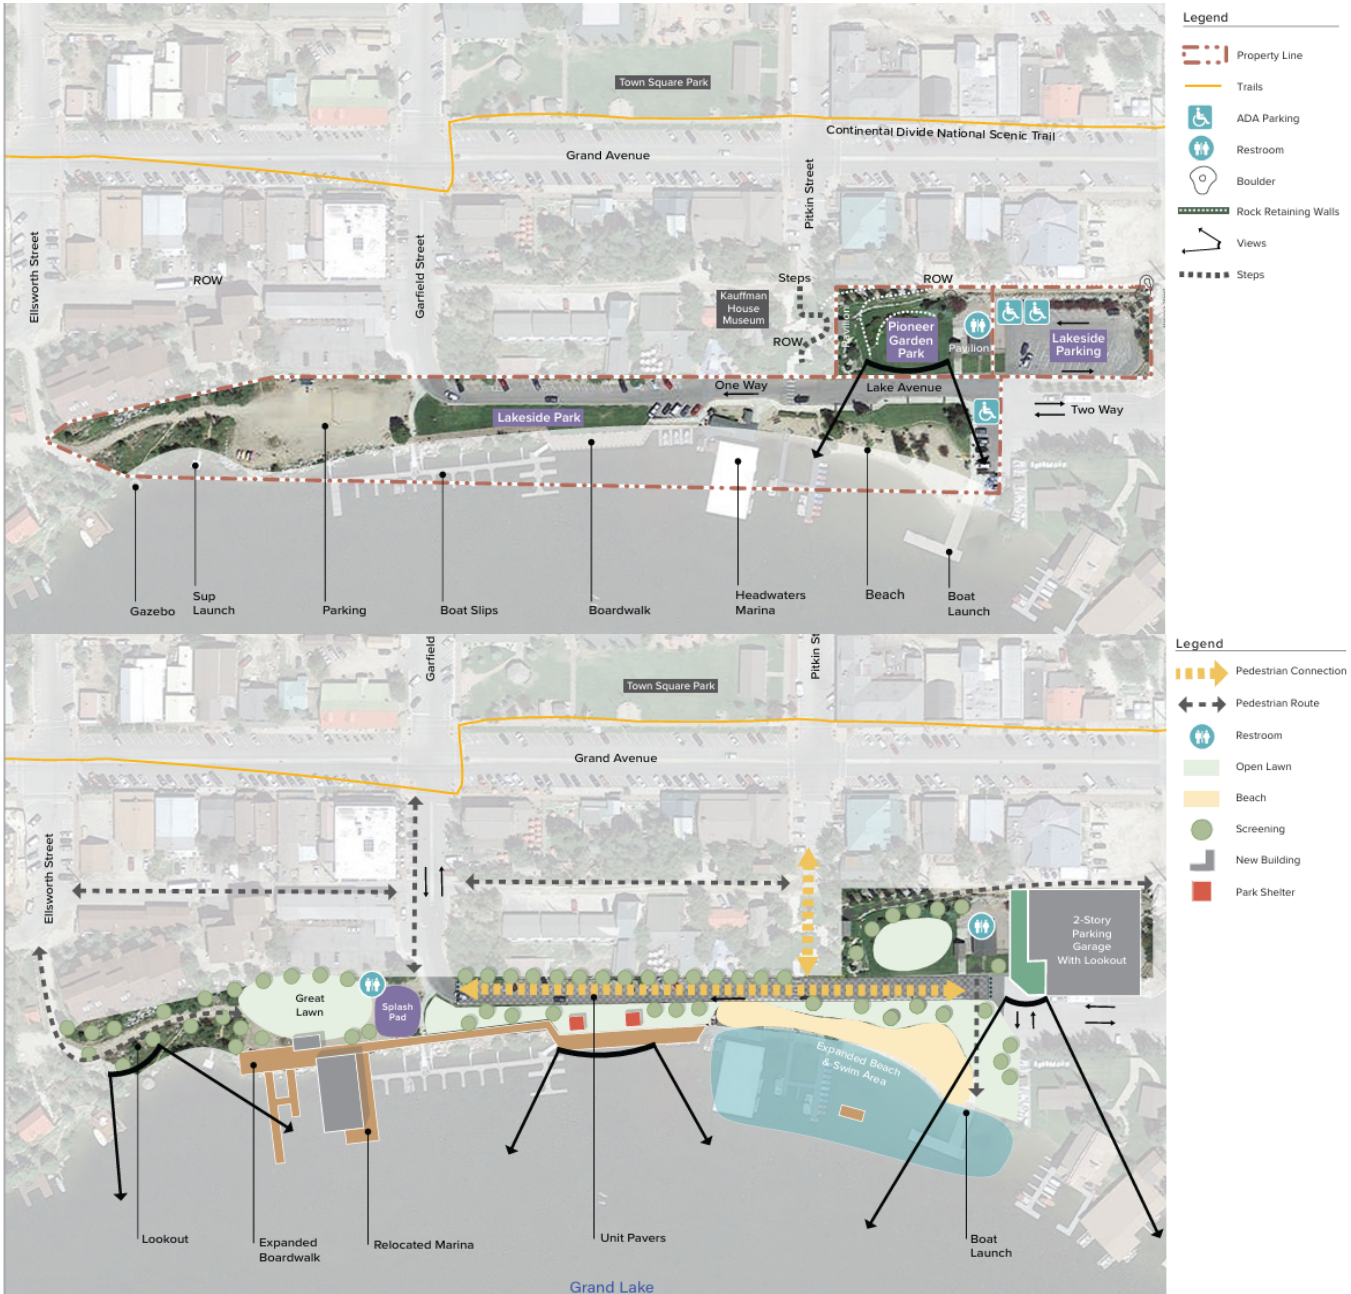 Legend
Property Line
Trails
ADA Parking
Restroom
Boulder
Rock Retaining Walls
Views
Steps
Town Square Park
Continental Divide National Scenic Trail
Grand Avenue
Pitkin Street
Ellsworth Street
Garfield Street
ROW
Steps
ROW
Kauffman
House
Museum
ROW
Pavilion
Pioneer
Garden
Park
Pavilion
Lakeside
Parking
One Way
Lake Avenue
Two Way
Lakeside Park
Gazebo
Sup
Launch
Parking
Boat Slips
Boardwalk
Headwaters
Marina
Beach
Boat
Launch
Legend
Pedestrian Connection
Pedestrian Route
Restroom
Open Lawn
Beach
Screening
New Building
Park Shelter
Garfield
Pitkin St
Town Square Park
Grand Avenue
Ellsworth Street
2-Story
Parking
Garage
With Lookout
Great
Lawn
Splash
Pad
Expanded Beach
& Swim Area
Lookout
Expanded
Boardwalk
Relocated Marina
Unit Pavers
Boat
Launch
Grand Lake